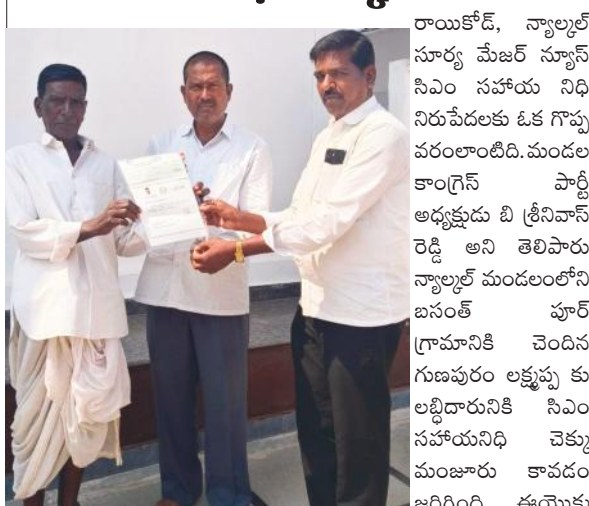 రాయికోడ్, న్యాల్కల్
సూర్య మేజర్ న్యూస్
సిఎం సహాయ నిధి
నిరుపేదలకు ఓక గొప్ప
వరంలాంటిది.మండల
కాంగ్రెస్ పార్టీ
అధ్యక్షుడు బి శ్రీనివాస్
రెడ్డి అని తెలిపారు
న్యాల్కల్ మండలంలోని
బసంత్ పూర్
గ్రామానికి చెందిన
గుణపురం లక్ష్మప్ప కు
లబ్ధిదారునికి సిఎం
సహాయనిధి చెక్కు
మంజూరు కావడం